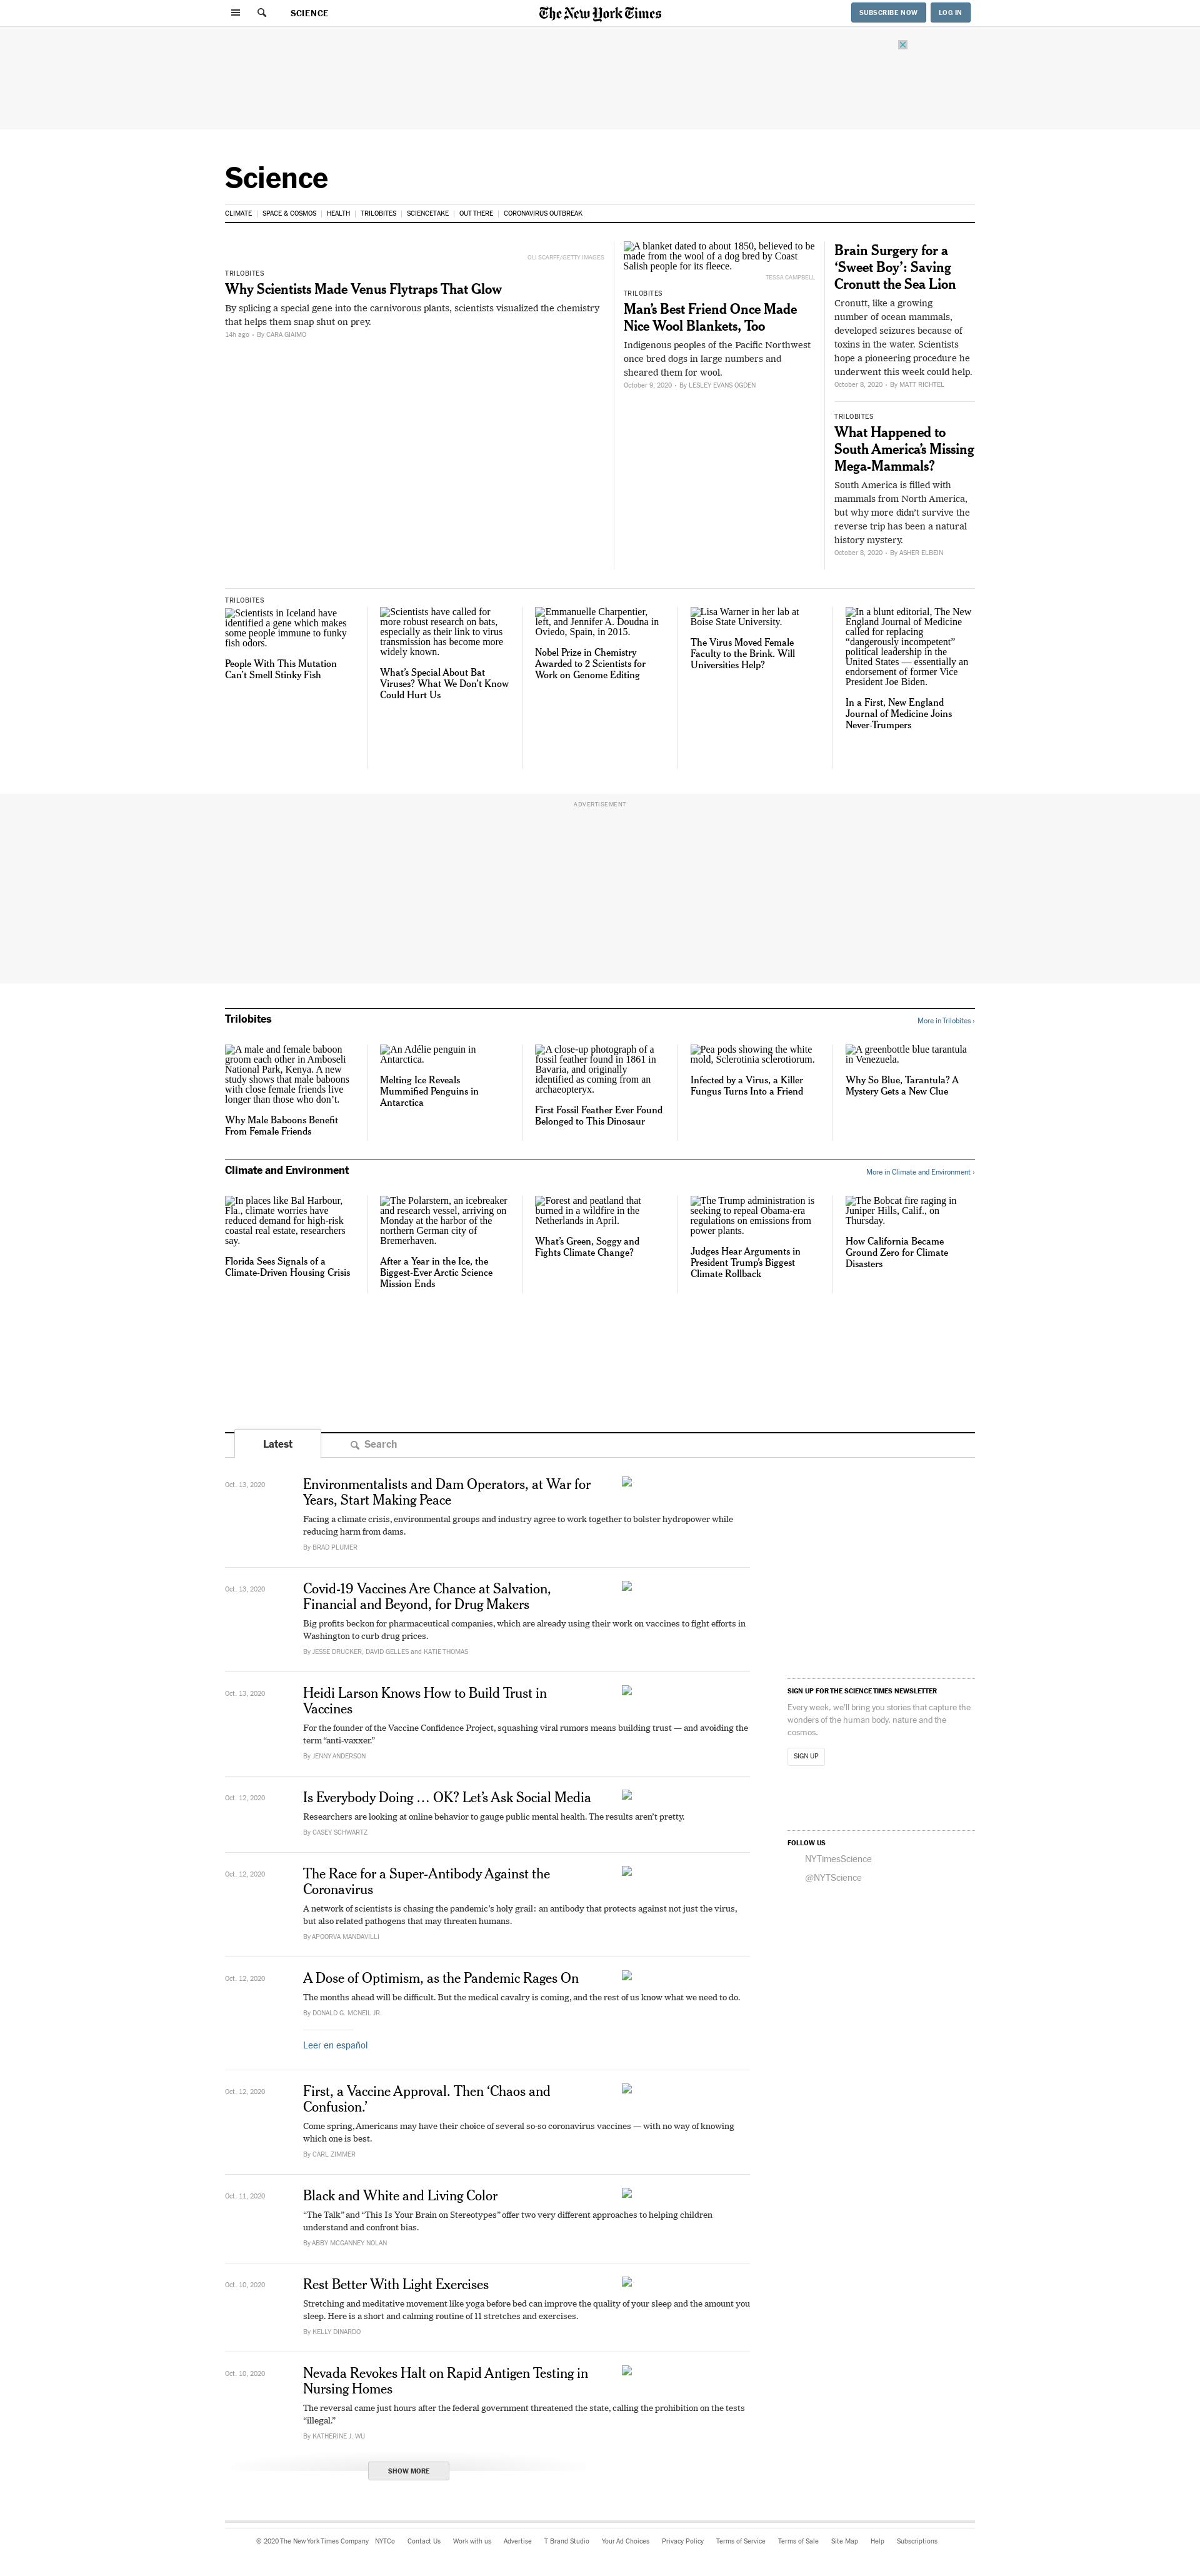 SCIENCE
The New York Times
SUBSCRIBE NOW
LOG IN
Science
CLIMATE
SPACE & COSMOS
HEALTH
TRILOBITES
SCIENCETAKE
OUT THERE
CORONAVIRUS OUTBREAK
OLI SCARFF/GETTY IMAGES
TRILOBITES
Why Scientists Made Venus Flytraps That Glow
By splicing a special gene into the carnivorous plants, scientists visualized the chemistry
that helps them snap shut on prey.
14h ago - By CARA GIAIMO
A blanket dated to about 1850, believed to be
made from the wool of a dog bred by Coast
Salish people for its fleece.
TESSA CAMPBELL
TRILOBITES
Man's Best Friend Once Made
Nice Wool Blankets, Too
Indigenous peoples of the Pacific Northwest
once bred dogs in large numbers and
sheared them for wool.
October 9, 2020 - By LESLEY EVANS OGDEN
Brain Surgery for a
‘Sweet Boy’: Saving
Cronutt the Sea Lion
Cronutt, like a growing
number of ocean mammals,
developed seizures because of
toxins in the water. Scientists
hope a pioneering procedure he
underwent this week could help.
October 8, 2020 - By MATT RICHTEL
TRILOBITES
What Happened to
South America’s Missing
Mega-Mammals?
South America is filled with
mammals from North America,
but why more didn't survive the
reverse trip has been a natural
history mystery.
October 8, 2020 - By ASHER ELBEIN
TRILOBITES
Scientists in Iceland have
identified a gene which makes
some people immune to funky
fish odors.
People With This Mutation
Can’t Smell Stinky Fish
Scientists have called for
more robust research on bats,
especially as their link to virus
transmission has become more
widely known.
What’s Special About Bat
Viruses? What We Don’t Know
Could Hurt Us
Emmanuelle Charpentier,
left, and Jennifer A. Doudna in
Oviedo, Spain, in 2015.
Nobel Prize in Chemistry
Awarded to 2 Scientists for
Work on Genome Editing
Lisa Warner in her lab at
Boise State University.
The Virus Moved Female
Faculty to the Brink. Will
Universities Help?
In a blunt editorial, The New
England Journal of Medicine
called for replacing
“dangerously incompetent”
political leadership in the
United States — essentially an
endorsement of former Vice
President Joe Biden.
In a First, New England
Journal of Medicine Joins
Never-Trumpers
ADVERTISEMENT
Trilobites
More in Trilobites ›
A male and female baboon
groom each other in Amboseli
National Park, Kenya. A new
study shows that male baboons
with close female friends live
longer than those who don’t.
Why Male Baboons Benefit
From Female Friends
An Adélie penguin in
Antarctica.
Melting Ice Reveals
Mummified Penguins in
Antarctica
A close-up photograph of a
fossil feather found in 1861 in
Bavaria, and originally
identified as coming from an
archaeopteryx.
First Fossil Feather Ever Found
Belonged to This Dinosaur
Pea pods showing the white
mold, Sclerotinia sclerotiorum.
Infected by a Virus, a Killer
Fungus Turns Into a Friend
A greenbottle blue tarantula
in Venezuela.
Why So Blue, Tarantula? A
Mystery Gets a New Clue
Climate and Environment
More in Climate and Environment ›
In places like Bal Harbour,
Fla., climate worries have
reduced demand for high-risk
coastal real estate, researchers
say.
Florida Sees Signals of a
Climate-Driven Housing Crisis
The Polarstern, an icebreaker
and research vessel, arriving on
Monday at the harbor of the
northern German city of
Bremerhaven.
After a Year in the Ice, the
Biggest-Ever Arctic Science
Mission Ends
Forest and peatland that
burned in a wildfire in the
Netherlands in April.
What’s Green, Soggy and
Fights Climate Change?
The Trump administration is
seeking to repeal Obama-era
regulations on emissions from
power plants.
Judges Hear Arguments in
President Trump’s Biggest
Climate Rollback
The Bobcat fire raging in
Juniper Hills, Calif., on
Thursday.
How California Became
Ground Zero for Climate
Disasters
Latest
Search
Oct. 13, 2020
Environmentalists and Dam Operators, at War for
Years, Start Making Peace
Facing a climate crisis, environmental groups and industry agree to work together to bolster hydropower while
reducing harm from dams.
By BRAD PLUMER
Oct. 13, 2020
Covid-19 Vaccines Are Chance at Salvation,
Financial and Beyond, for Drug Makers
Big profits beckon for pharmaceutical companies, which are already using their work on vaccines to fight efforts in
Washington to curb drug prices.
By JESSE DRUCKER, DAVID GELLES and KATIE THOMAS
Oct. 13, 2020
Heidi Larson Knows How to Build Trust in
Vaccines
For the founder of the Vaccine Confidence Project, squashing viral rumors means building trust — and avoiding the
term “anti-vaxxer.”
By JENNY ANDERSON
Oct. 12, 2020
Is Everybody Doing … OK? Let’s Ask Social Media
Researchers are looking at online behavior to gauge public mental health. The results aren’t pretty.
By CASEY SCHWARTZ
Oct. 12, 2020
The Race for a Super-Antibody Against the
Coronavirus
A network of scientists is chasing the pandemic’s holy grail: an antibody that protects against not just the virus,
but also related pathogens that may threaten humans.
By APOORVA MANDAVILLI
Oct. 12, 2020
A Dose of Optimism, as the Pandemic Rages On
The months ahead will be difficult. But the medical cavalry is coming, and the rest of us know what we need to do.
By DONALD G. MCNEIL JR.
Leer en español
Oct. 12, 2020
First, a Vaccine Approval. Then ‘Chaos and
Confusion.’
Come spring, Americans may have their choice of several so-so coronavirus vaccines — with no way of knowing
which one is best.
By CARL ZIMMER
Oct. 11, 2020
Black and White and Living Color
“The Talk” and “This Is Your Brain on Stereotypes” offer two very different approaches to helping children
understand and confront bias.
By ABBY MCGANNEY NOLAN
Oct. 10, 2020
Rest Better With Light Exercises
Stretching and meditative movement like yoga before bed can improve the quality of your sleep and the amount you
sleep. Here is a short and calming routine of 11 stretches and exercises.
By KELLY DINARDO
Oct. 10, 2020
Nevada Revokes Halt on Rapid Antigen Testing in
Nursing Homes
The reversal came just hours after the federal government threatened the state, calling the prohibition on the tests
“illegal.”
By KATHERINE J. WU
SHOW MORE
SIGN UP FOR THE SCIENCE TIMES NEWSLETTER
Every week, we'll bring you stories that capture the
wonders of the human body, nature and the
cosmos.
SIGN UP
FOLLOW US
NYTimesScience
@NYTScience
© 2020 The New York Times Company
NYTCo
Contact Us
Work with us
Advertise
T Brand Studio
Your Ad Choices
Privacy Policy
Terms of Service
Terms of Sale
Site Map
Help
Subscriptions